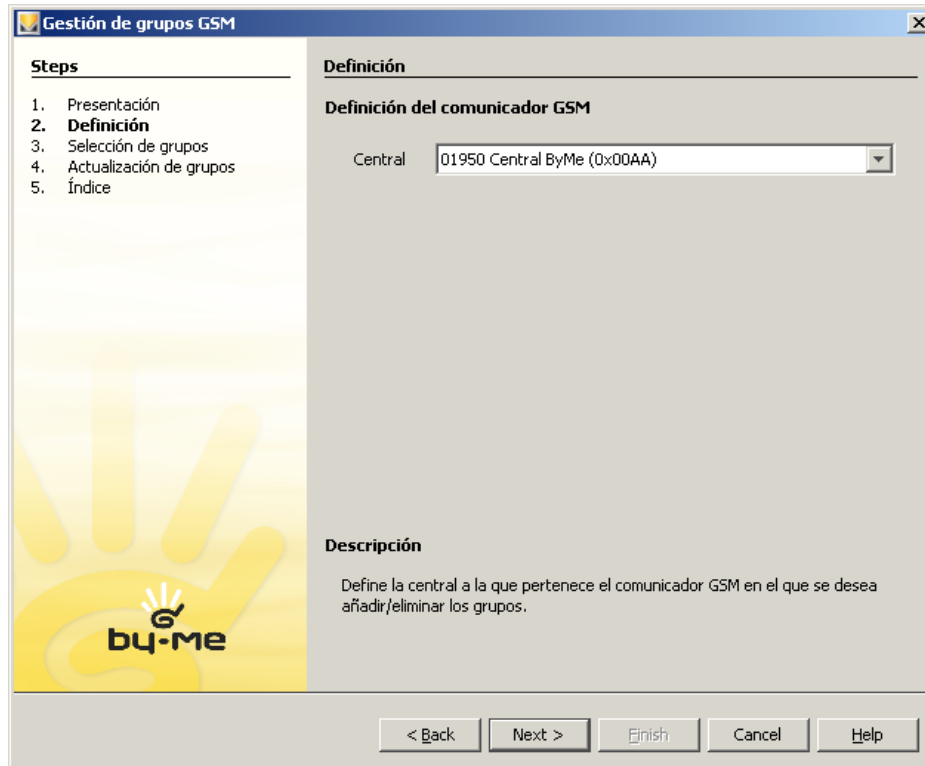 Gestión de grupos GSM
Steps
1. Presentación
2. Definición
3. Selección de grupos
4. Actualización de grupos
5. Índice
by-me
Definición
Definición del comunicador GSM
Central 01950 Central ByMe (0x00AA)
Descripción
Define la central a la que pertenece el comunicador GSM en el que se desea
añadir/eliminar los grupos.
< Back Next > Finish Cancel Help